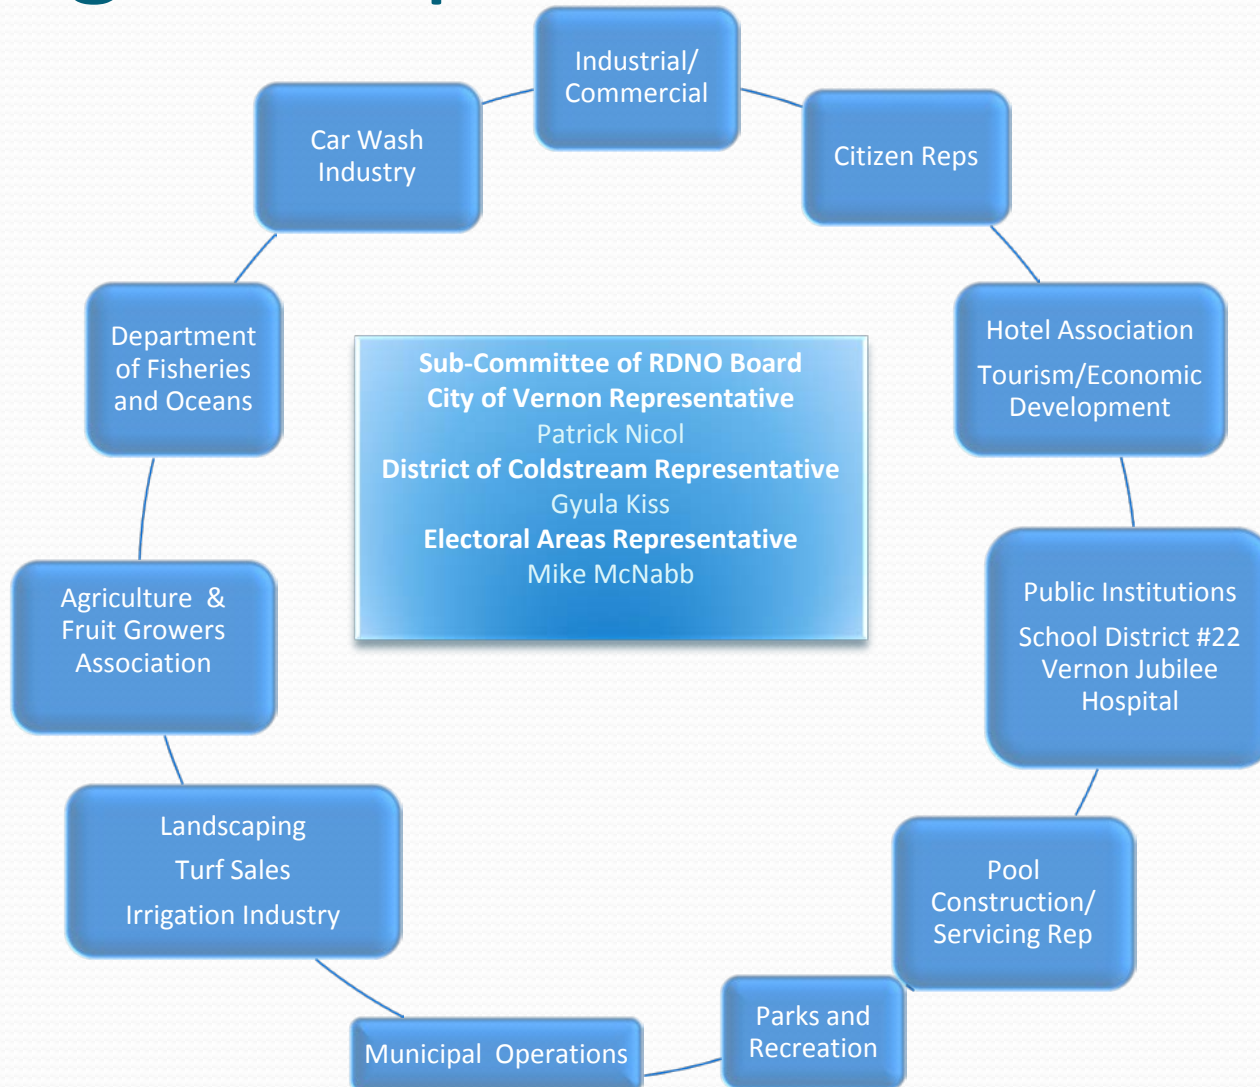 Industrial/
Commercial
Car Wash
Industry
Citizen Reps
Department
of Fisheries
and Oceans
Hotel Association
Tourism/Economic
Development
Sub-Committee of RDNO Board
City of Vernon Representative
Patrick Nicol
District of Coldstream Representative
Gyula Kiss
Electoral Areas Representative
Mike McNabb
Agriculture & 
Fruit Growers
Association
Public Institutions
School District #22
Vernon Jubilee
Hospital
Landscaping
Turf Sales
Irrigation Industry
Pool
Construction/
Servicing Rep
Parks and
Recreation
Municipal Operations